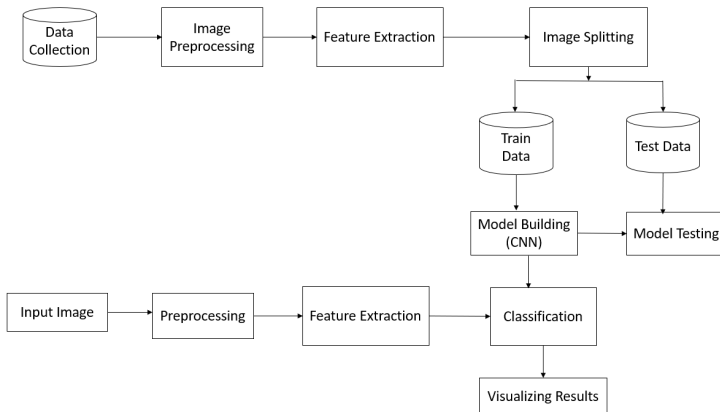 Data
Collection
Image
Preprocessing
Feature Extraction
Image Splitting
Train
Data
Test Data
Model Building
(CNN)
Model Testing
Input Image
Preprocessing
Feature Extraction
Classification
Visualizing Results